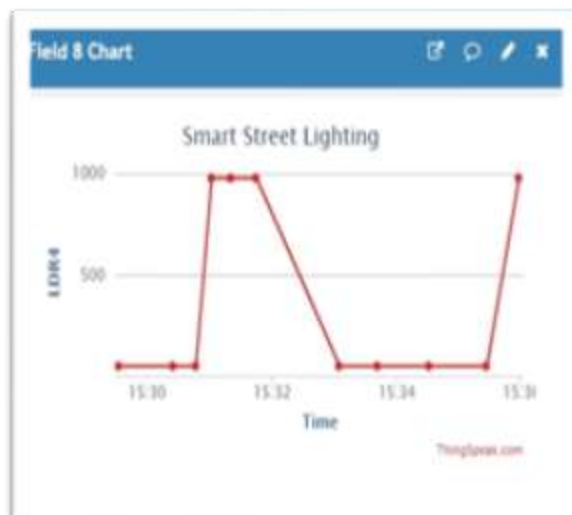 Field 8 Chart
Smart Street Lighting
1000
500
LDR4
15:30
15:32
15:34
Time
ThingSpeak.com